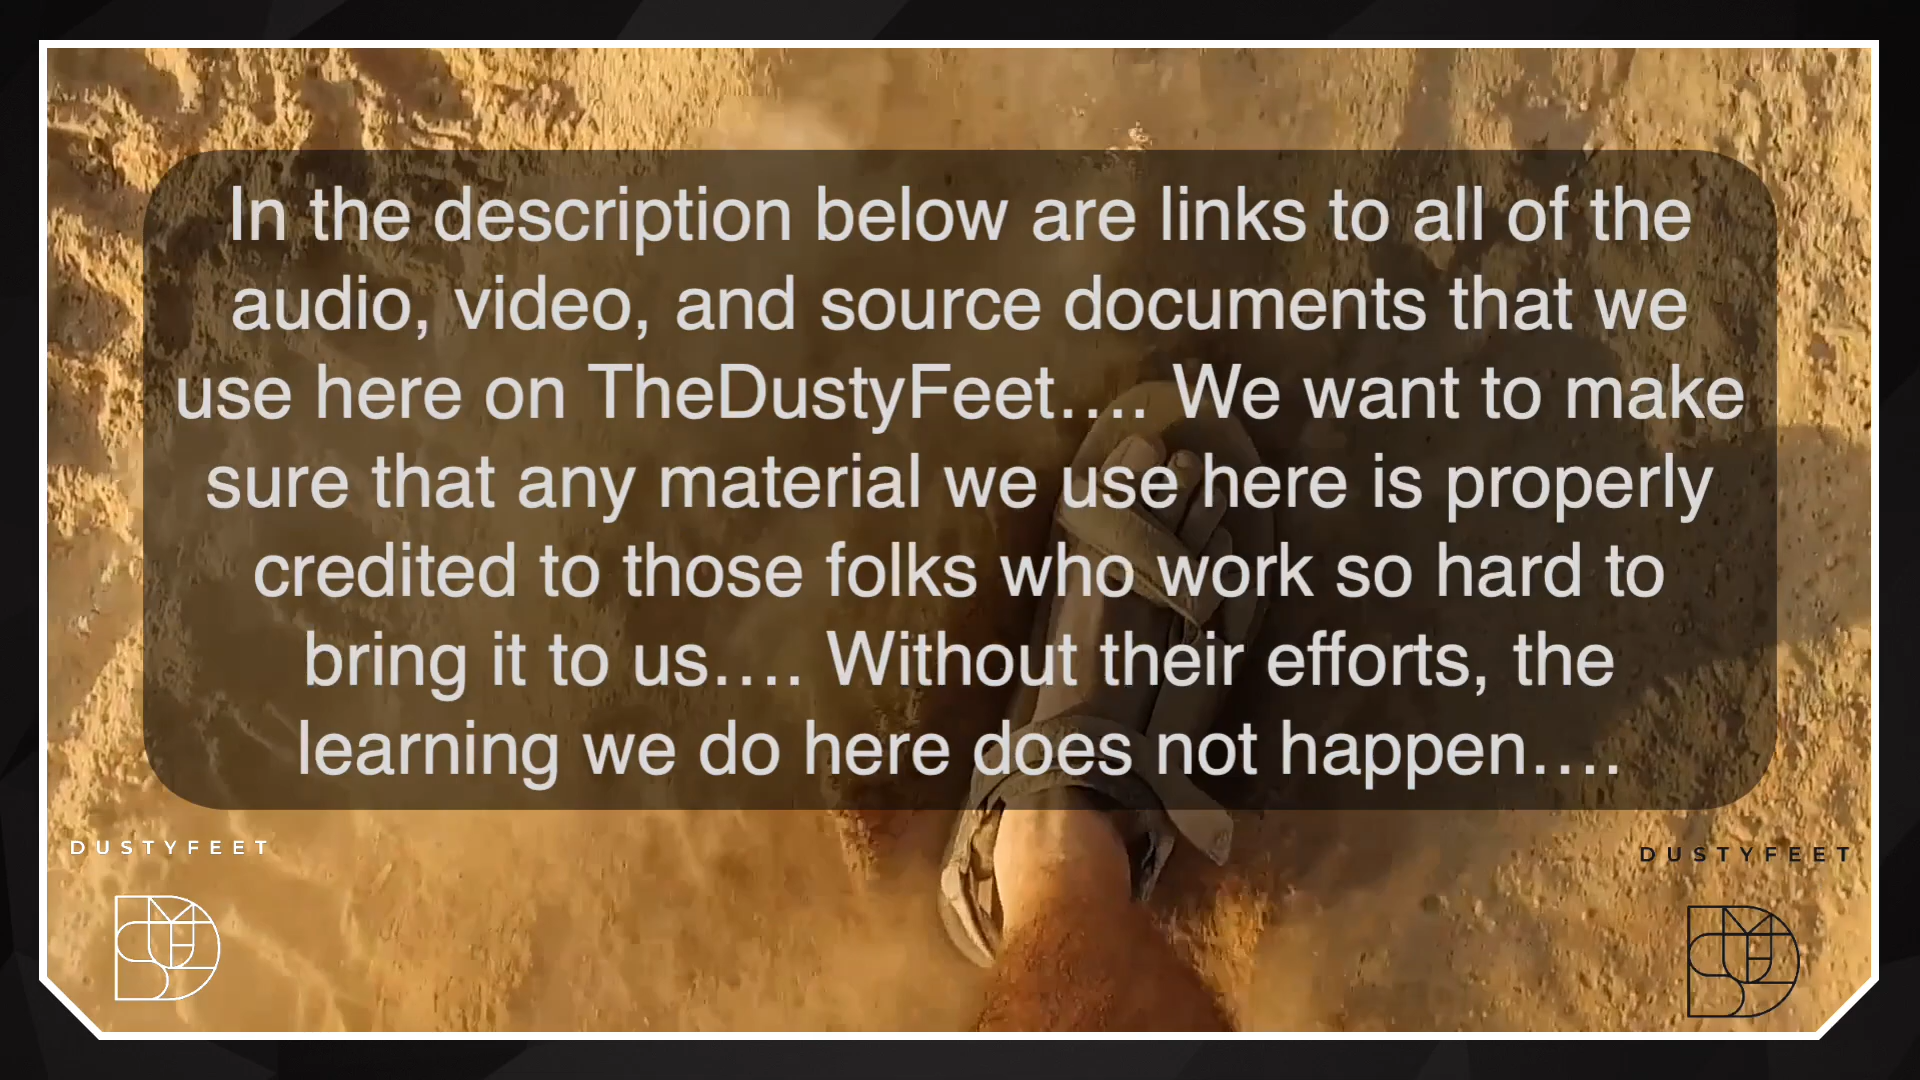 In the description below are links to all of the
audio, video, and source documents that we
use here on TheDustyFeet.... We want to make
sure that any material we use here is properly
credited to those folks who work so hard to
bring it to us.... Without their efforts, the
learning we do here does not happen....
DUSTYFEET
DUSTYFEET